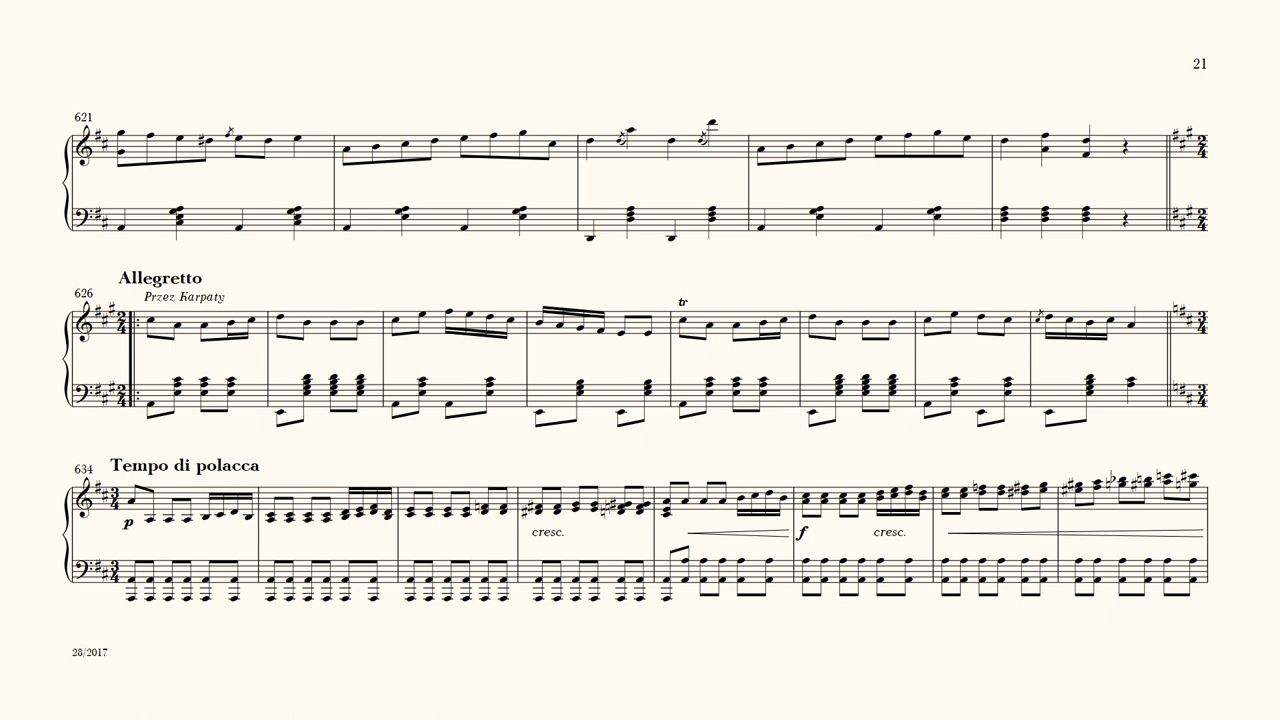 21
621
Allegretto
626
Przez Karpaty
tr
634
Tempo di polacca
p
cresc.
f
cresc.
28/2017